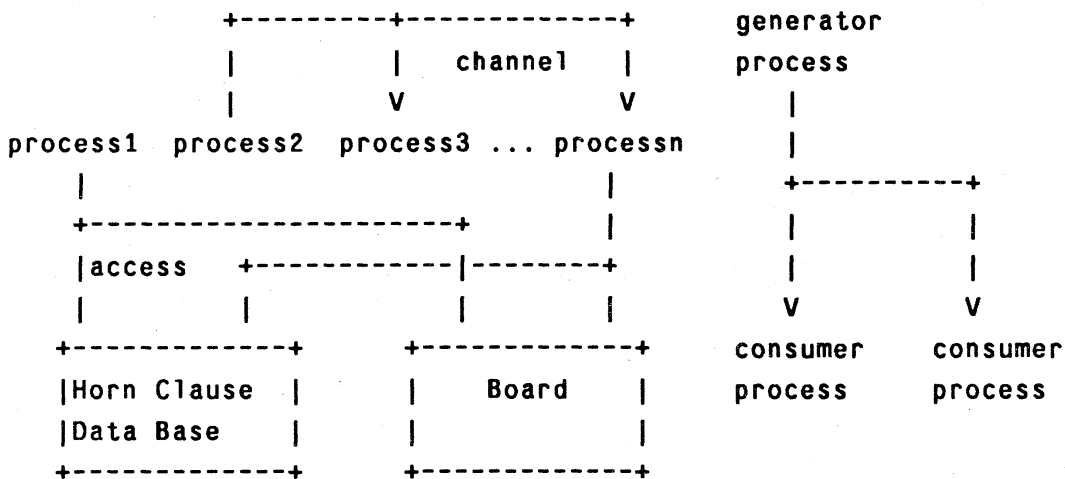 generator
channel process
process1 process2 process3 ... processn
access
consumer consumer
Horn Clause Board process process
Data Base